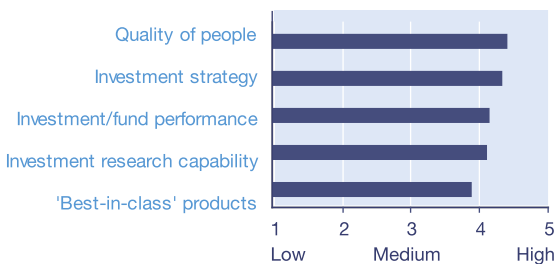 Quality of people
Investment strategy
Investment/fund performance
Investment research capability
'Best-in-class' products
1 2 3 4 5
Low Medium High